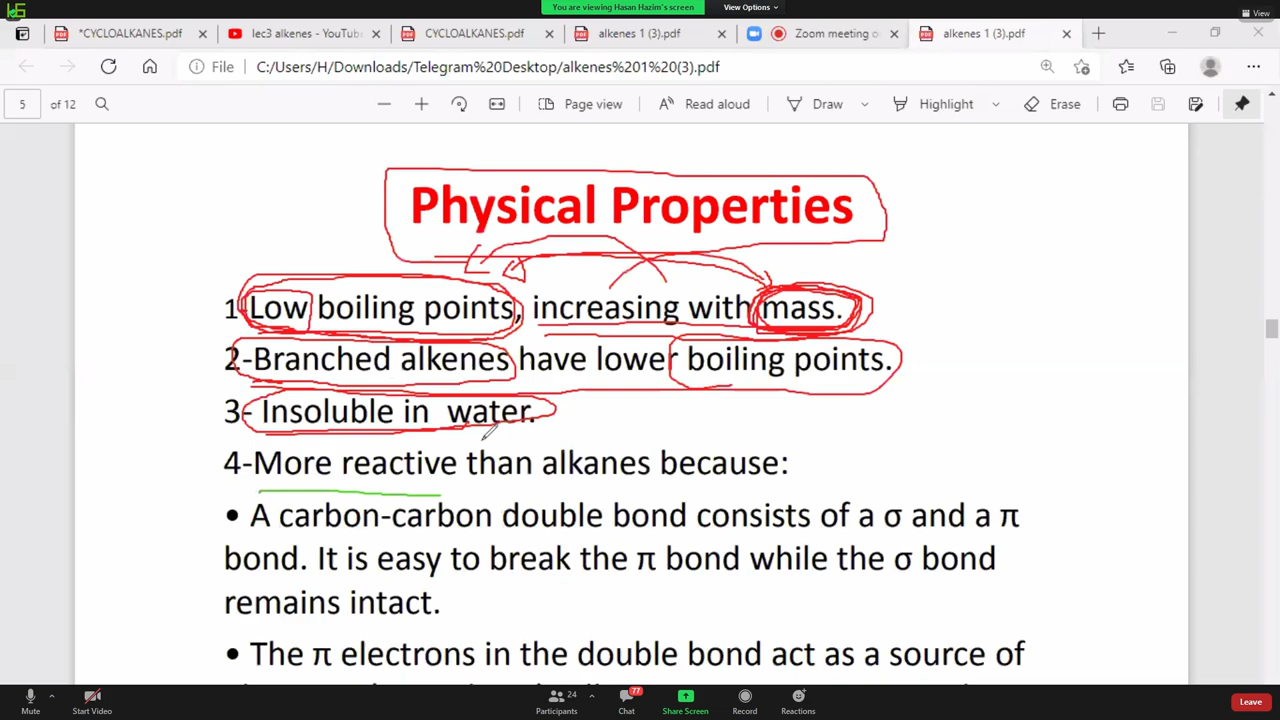 You are viewing Hasan Hazim's screen View Options
View
*CYCLOALKANES.pdf lec3 alkenes - YouTube CYCLOALKANES.pdf alkenes 1 (3).pdf Zoom meeting o alkenes 1 (3).pdf
File C:/Users/H/Downloads/Telegram%20Desktop/alkenes%201%20(3).pdf
5 of 12 Page view Read aloud Draw Highlight Erase
Physical Properties
1-Low boiling points, increasing with mass.
2-Branched alkenes have lower boiling points.
3- Insoluble in water.
4-More reactive than alkanes because:
• A carbon-carbon double bond consists of a σ and a π
bond. It is easy to break the π bond while the σ bond
remains intact.
• The π electrons in the double bond act as a source of
77 24
Mute Start Video Participants Chat Share Screen Record Reactions Leave